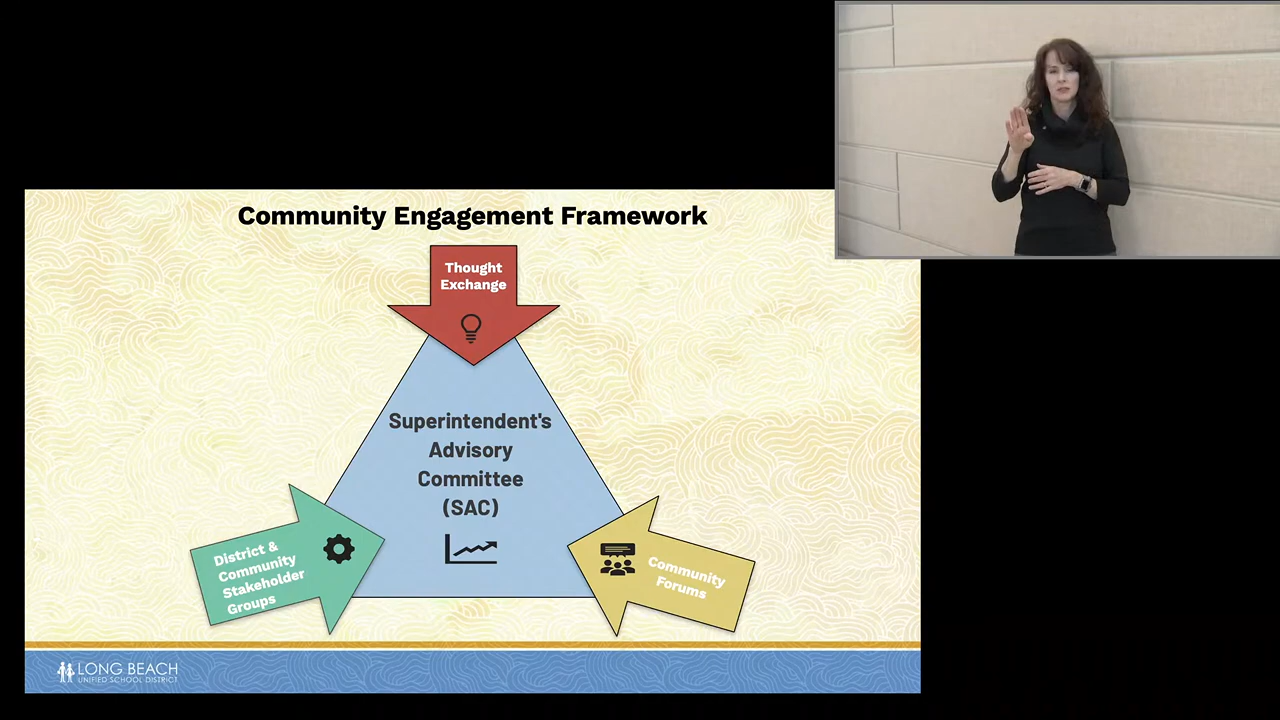 Community Engagement Framework
Thought
Exchange
Superintendent's
Advisory
Committee
(SAC)
District &
Community
Stakeholder
Groups
Community
Forums
LONG BEACH
UNIFIED SCHOOL DISTRICT